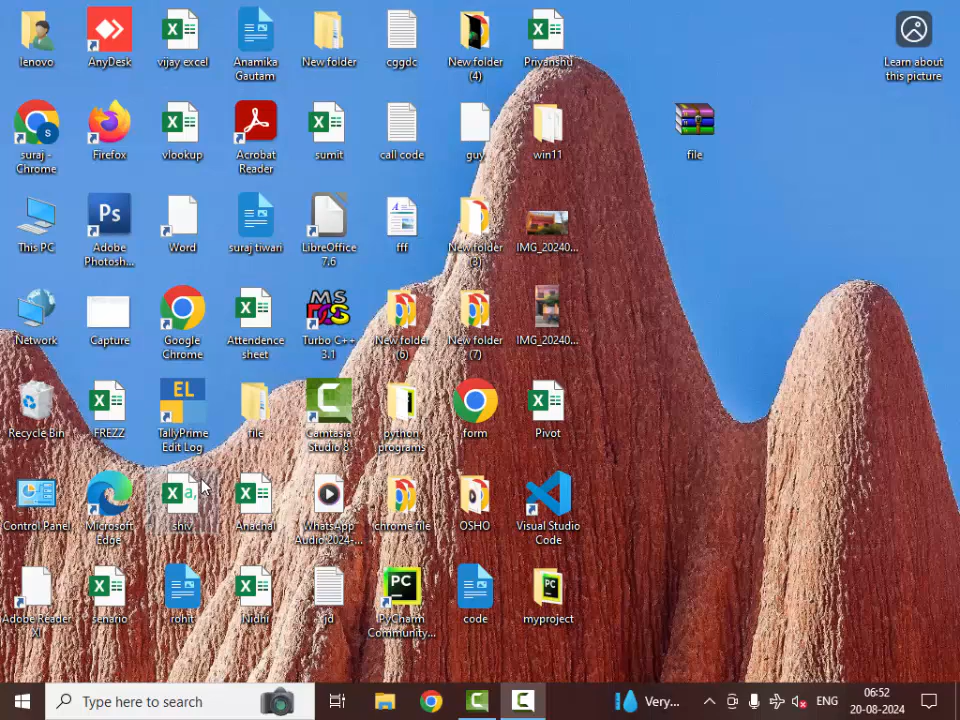 lenovo
AnyDesk
vijay excel
Anamika
Gautam
New folder
cggdc
New folder
(4)
Priyanshu
Learn about
this picture
suraj -
Chrome
Firefox
vlookup
Acrobat
Reader
sumit
call code
guy
win11
file
This PC
Adobe
Photosh...
Word
suraj tiwari
LibreOffice
7.6
fff
New folder
(3)
IMG_20240...
Network
Capture
Google
Chrome
Attendence
sheet
Turbo C++
3.1
New folder
(6)
New folder
(7)
IMG_20240...
Recycle Bin
FREZZ
TallyPrime
Edit Log
file
Camtasia
Studio 8
python
programs
form
Pivot
Control Panel
Microsoft
Edge
shiv
Anachal
WhatsApp
Audio 2024-...
chrome file
OSHO
Visual Studio
Code
Adobe Reader
XI
senario
rohit
Nidhi
PyCharm
Community...
code
myproject
Type here to search
Very...
ENG
06:52
20-08-2024